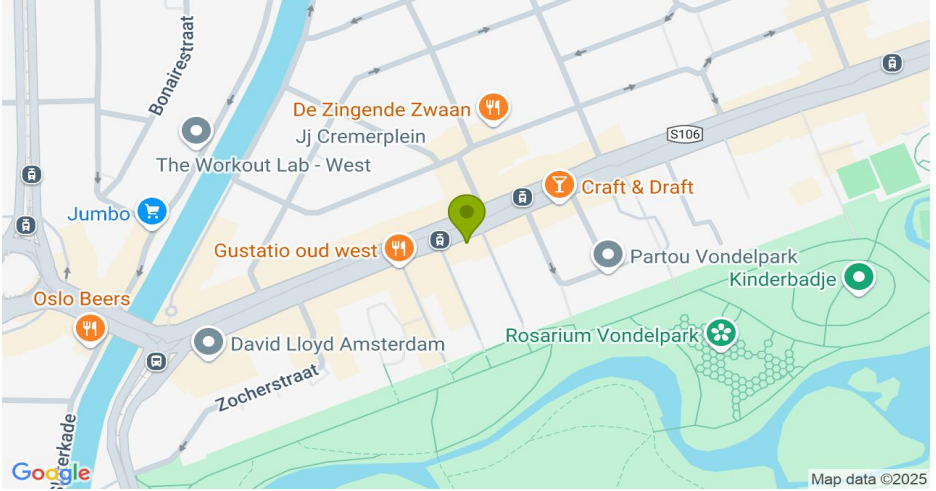 Bonairestraat
De Zingende Zwaan
S106
Jj Cremerplein
The Workout Lab - West
Craft & Draft
Jumbo
Gustatio oud west
Partou Vondelpark
Kinderbadje
Oslo Beers
Rosarium Vondelpark
David Lloyd Amsterdam
Zocherstraat
erkade
Google
Map data ©2025